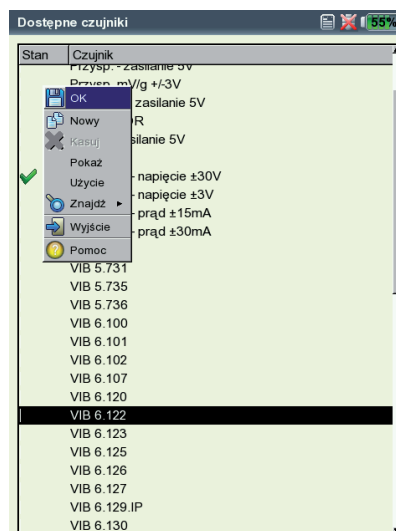 Dostępne czujniki
55%
Stan Czujnik
Przysp. - zasilanie 5V
Przysp. mV/g +/-3V
OK
zasilanie 5V
Nowy
R
Kasuj
silanie 5V
Pokaż
- napięcie ±30V
Użycie
- napięcie ±3V
Znajdź
- prąd ±15mA
Wyjście
- prąd ±30mA
Pomoc
VIB 5.731
VIB 5.735
VIB 5.736
VIB 6.100
VIB 6.101
VIB 6.102
VIB 6.107
VIB 6.120
VIB 6.122
VIB 6.123
VIB 6.125
VIB 6.126
VIB 6.127
VIB 6.129.IP
VIB 6.130